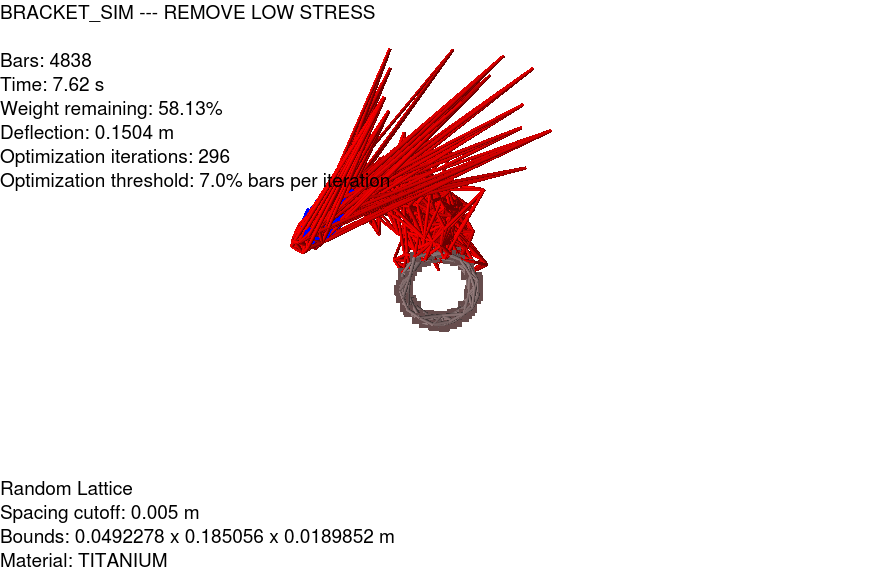 BRACKET_SIM --- REMOVE LOW STRESS
Bars: 4838
Time: 7.62 s
Weight remaining: 58.13%
Deflection: 0.1504 m
Optimization iterations: 296
Optimization threshold: 7.0% bars per iteration
Random Lattice
Spacing cutoff: 0.005 m
Bounds: 0.0492278 x 0.185056 x 0.0189852 m
Material: TITANIUM